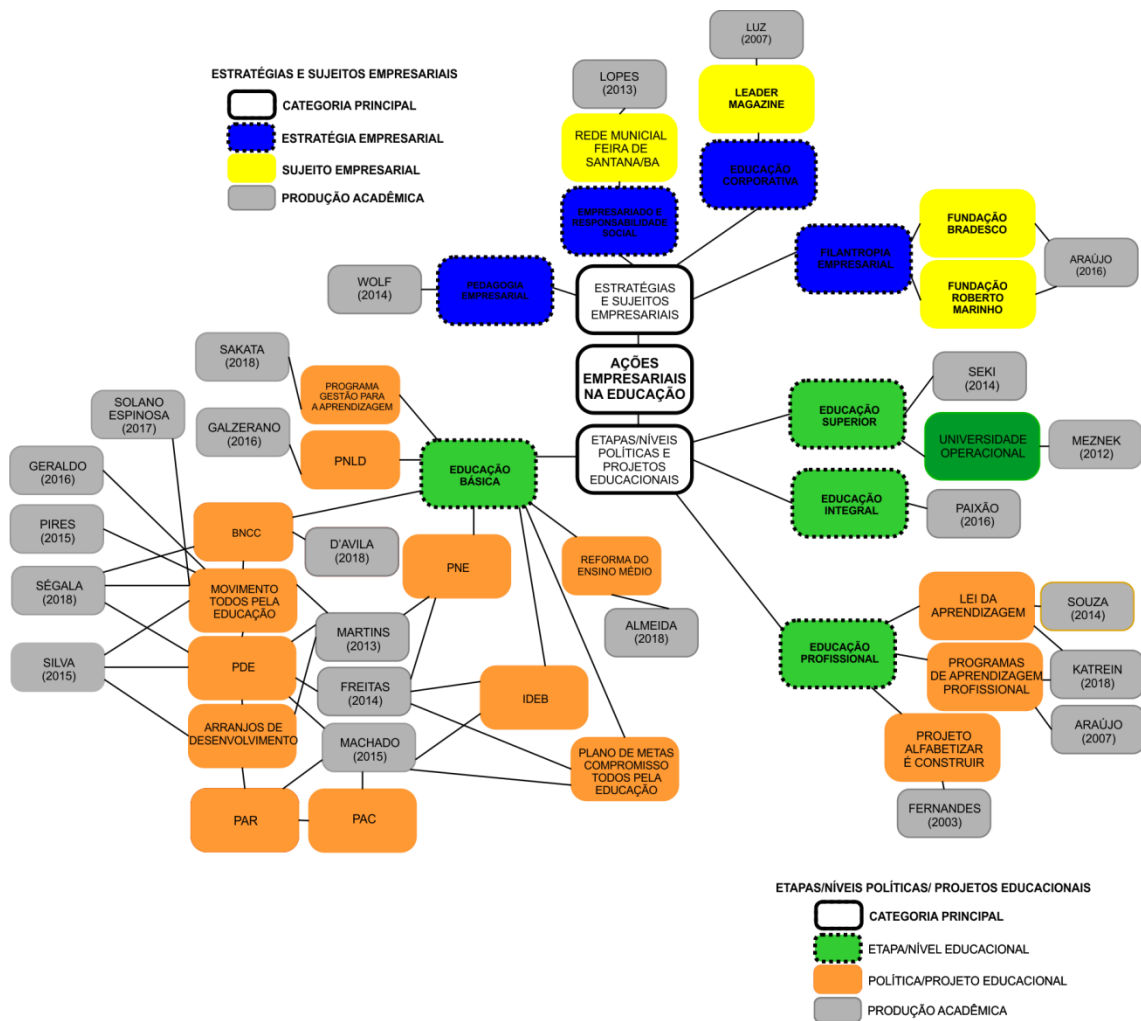 LUZ
(2007)
ESTRATÉGIAS E SUJEITOS EMPRESARIAIS
CATEGORIA PRINCIPAL
ESTRATÉGIA EMPRESARIAL
SUJEITO EMPRESARIAL
PRODUÇÃO ACADÊMICA
LOPES
(2013)
LEADER
MAGAZINE
REDE MUNICIAL
FEIRA DE
SANTANA/BA
EDUCAÇÃO
CORPORATIVA
EMPRESARIADO E
RESPONSABILIDADE
SOCIAL
FUNDAÇÃO
BRADESCO
FILANTROPIA
EMPRESARIAL
ARAÚJO
(2016)
FUNDAÇÃO
ROBERTO
MARINHO
WOLF
(2014)
PEDAGOGIA
EMPRESARIAL
ESTRATÉGIAS
E SUJEITOS
EMPRESARIAIS
AÇÕES
EMPRESARIAIS
NA EDUCAÇÃO
ETAPAS/NÍVEIS
POLÍTICAS E
PROJETOS
EDUCACIONAIS
SAKATA
(2018)
PROGRAMA
GESTÃO PARA
A APRENDIZAGEM
SOLANO
ESPINOSA
(2017)
GALZERANO
(2016)
PNLD
EDUCAÇÃO
BÁSICA
SEKI
(2014)
EDUCAÇÃO
SUPERIOR
UNIVERSIDADE
OPERACIONAL
MEZNEK
(2012)
EDUCAÇÃO
INTEGRAL
PAIXÃO
(2016)
GERALDO
(2016)
PIRES
(2015)
BNCC
D'AVILA
(2018)
PNE
REFORMA DO
ENSINO MÉDIO
SÉGALA
(2018)
MOVIMENTO
TODOS PELA
EDUCAÇÃO
MARTINS
(2013)
ALMEIDA
(2018)
SILVA
(2015)
PDE
FREITAS
(2014)
IDEB
ARRANJOS DE
DESENVOLVIMENTO
MACHADO
(2015)
PLANO DE METAS
COMPROMISSO
TODOS PELA
EDUCAÇÃO
PAR
PAC
EDUCAÇÃO
PROFISSIONAL
LEI DA
APRENDIZAGEM
SOUZA
(2014)
PROGRAMAS
DE APRENDIZAGEM
PROFISSIONAL
KATREIN
(2018)
ARAÚJO
(2007)
PROJETO
ALFABETIZAR
É CONSTRUIR
FERNANDES
(2003)
ETAPAS/NÍVEIS POLÍTICAS/ PROJETOS EDUCACIONAIS
CATEGORIA PRINCIPAL
ETAPA/NÍVEL EDUCACIONAL
POLÍTICA/PROJETO EDUCACIONAL
PRODUÇÃO ACADÊMICA